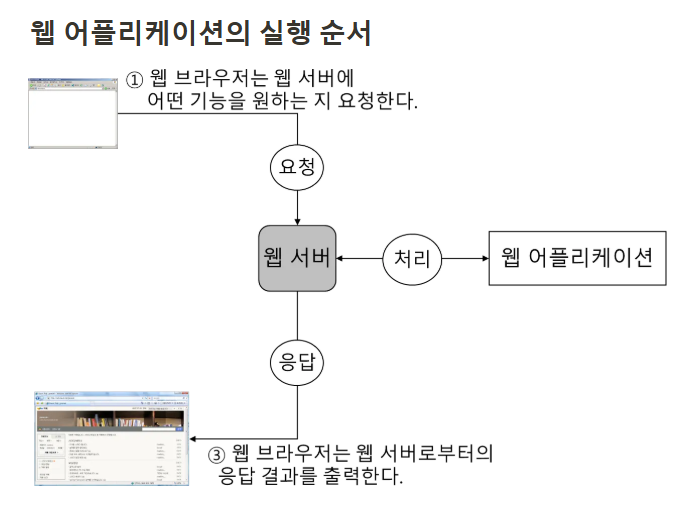 웹 어플리케이션의 실행 순서
① 웹 브라우저는 웹 서버에
어떤 기능을 원하는 지 요청한다.
요청
웹 서버
처리
웹 어플리케이션
응답
③ 웹 브라우저는 웹 서버로부터의
응답 결과를 출력한다.